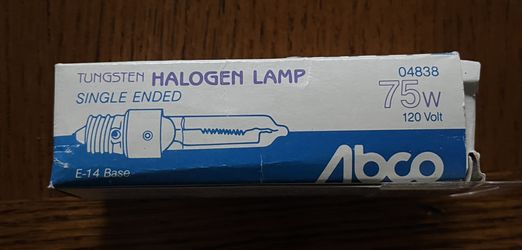 TUNGSTEN HALOGEN LAMP
SINGLE ENDED
04838
75W
120 Volt
E-14 Base
Abco